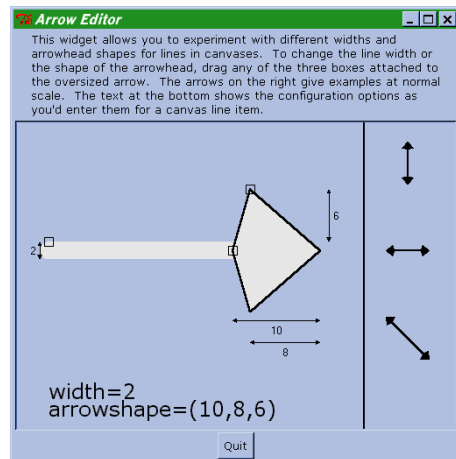 Arrow Editor
This widget allows you to experiment with different widths and
arrowhead shapes for lines in canvases. To change the line width or
the shape of the arrowhead, drag any of the three boxes attached to
the oversized arrow. The arrows on the right give examples at normal
scale. The text at the bottom shows the configuration options as
you'd enter them for a canvas line item.
6
2
10
8
width=2
arrowshape=(10,8,6)
Quit